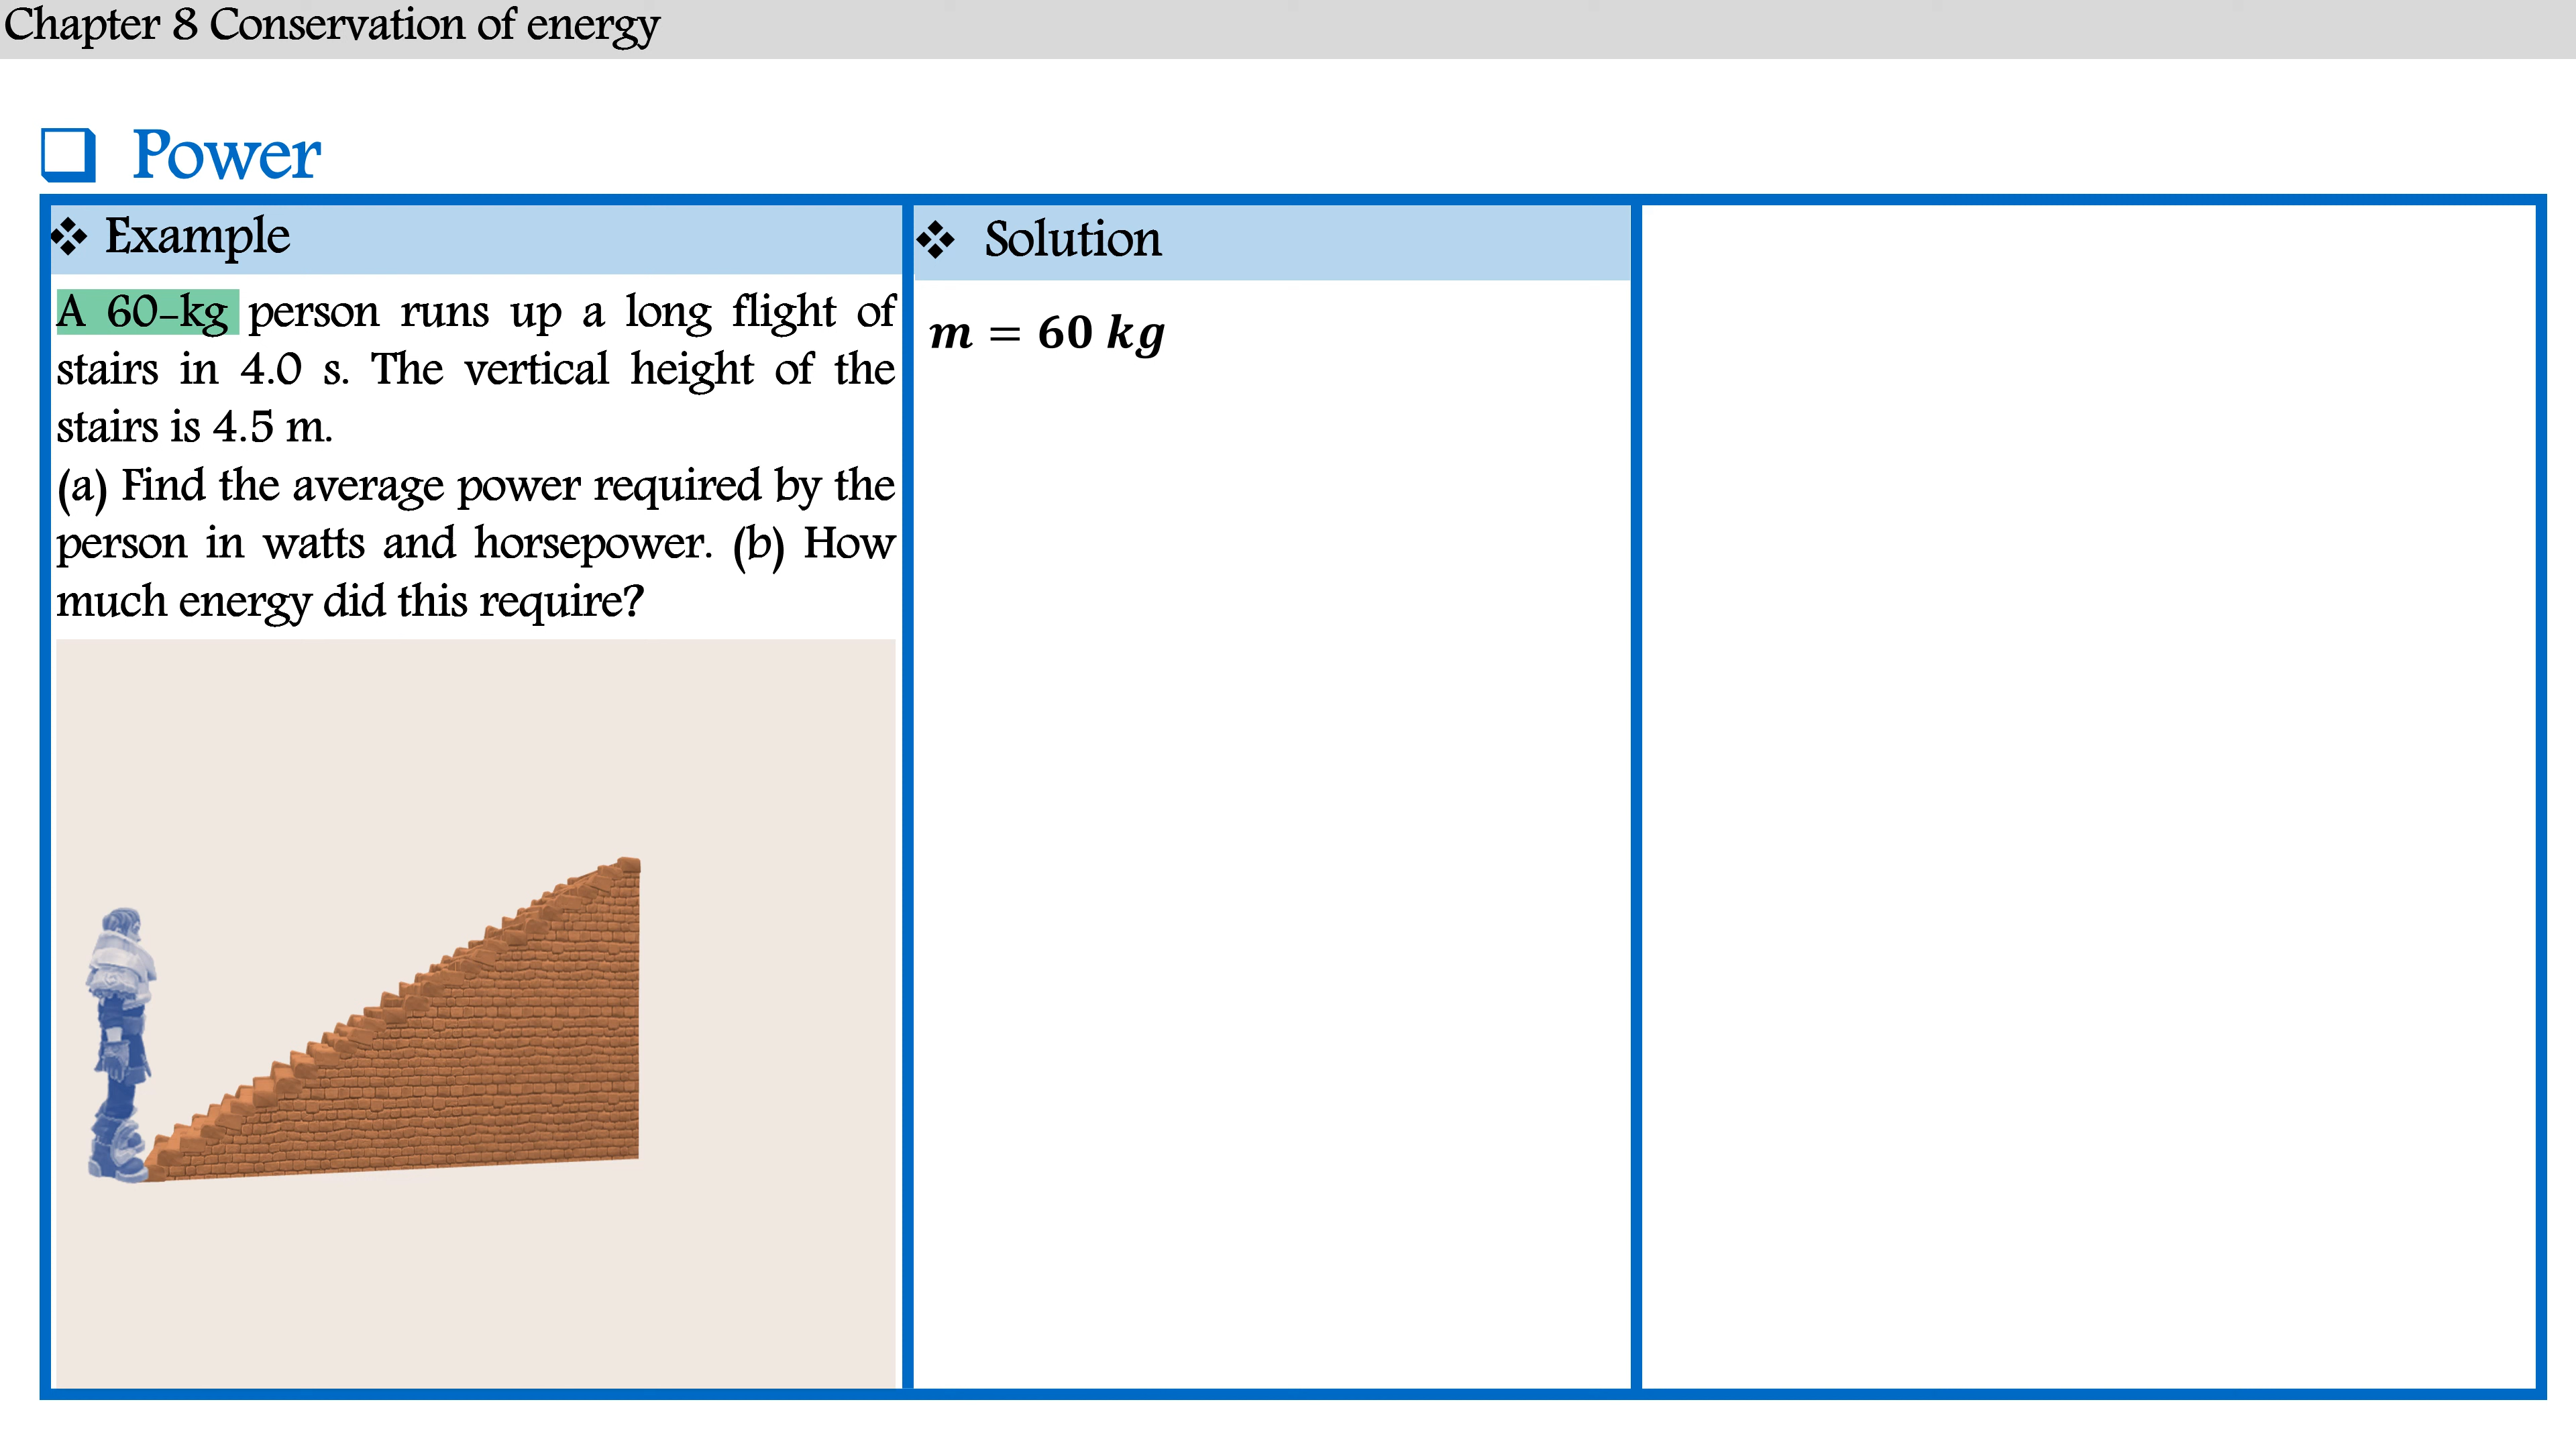 Chapter 8 Conservation of energy
❑ Power
❖ Example
A 60-kg person runs up a long flight of
stairs in 4.0 s. The vertical height of the
stairs is 4.5 m.
(a) Find the average power required by the
person in watts and horsepower. (b) How
much energy did this require?
❖ Solution
m = 60 kg